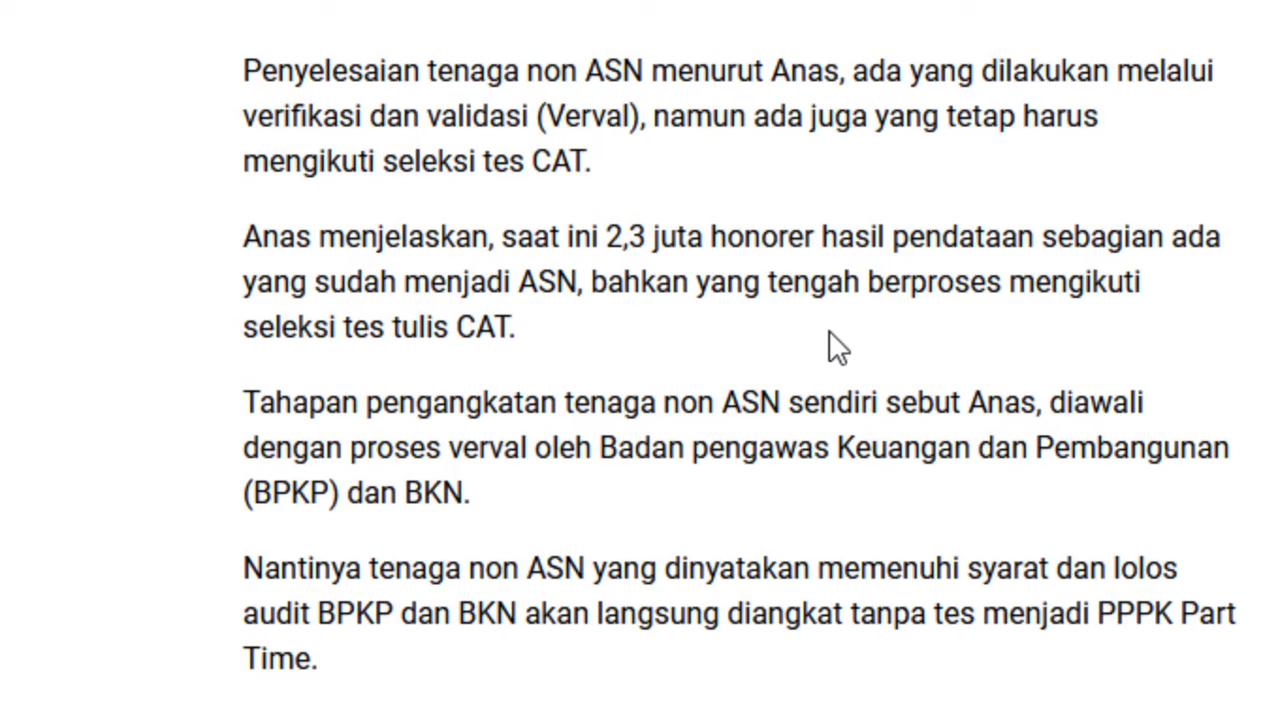 Penyelesaian tenaga non ASN menurut Anas, ada yang dilakukan melalui
verifikasi dan validasi (Verval), namun ada juga yang tetap harus
mengikuti seleksi tes CAT.
Anas menjelaskan, saat ini 2,3 juta honorer hasil pendataan sebagian ada
yang sudah menjadi ASN, bahkan yang tengah berproses mengikuti
seleksi tes tulis CAT.
Tahapan pengangkatan tenaga non ASN sendiri sebut Anas, diawali
dengan proses verval oleh Badan pengawas Keuangan dan Pembangunan
(BPKP) dan BKN.
Nantinya tenaga non ASN yang dinyatakan memenuhi syarat dan lolos
audit BPKP dan BKN akan langsung diangkat tanpa tes menjadi PPPK Part
Time.